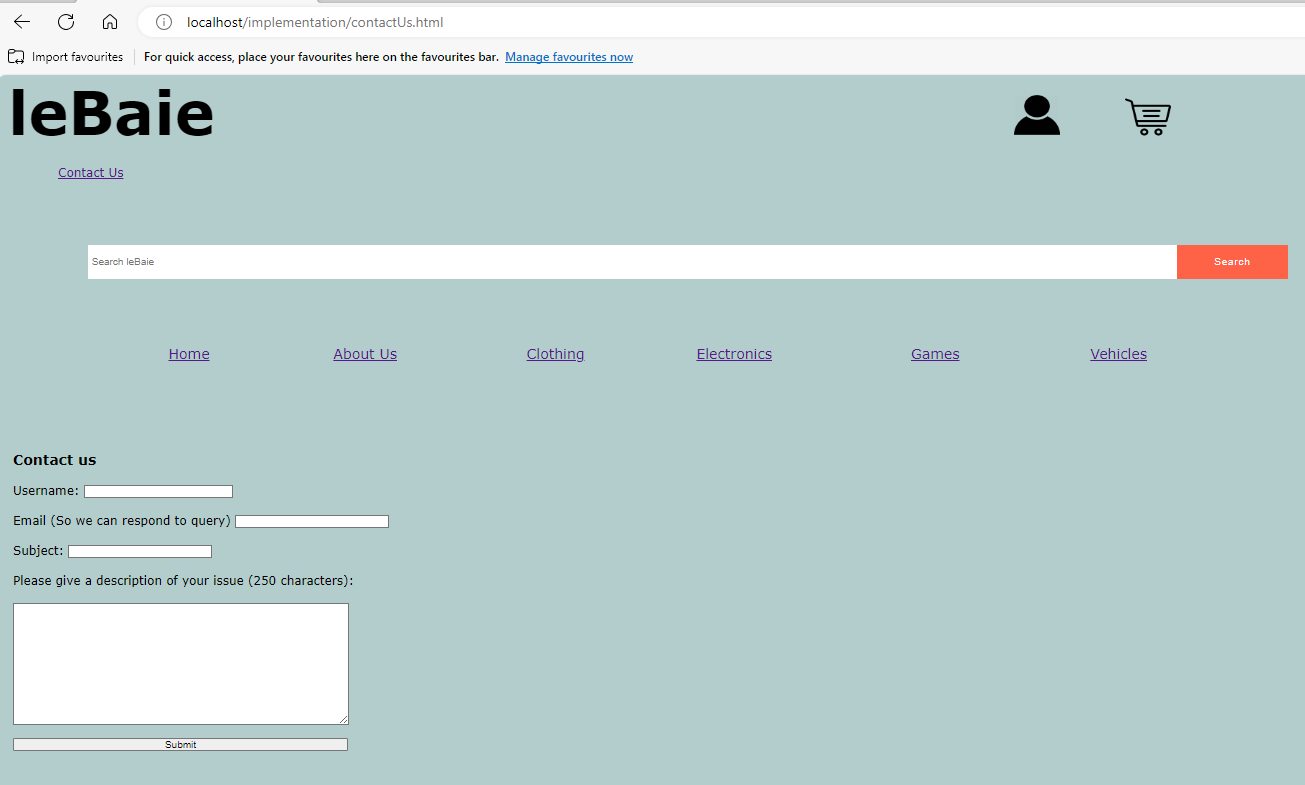 localhost/implementation/contactUs.html
Import favourites For quick access, place your favourites here on the favourites bar. Manage favourites now
leBaie
Contact Us
Search leBaie Search
Home About Us Clothing Electronics Games Vehicles
Contact us
Username:
Email (So we can respond to query)
Subject:
Please give a description of your issue (250 characters):
Submit